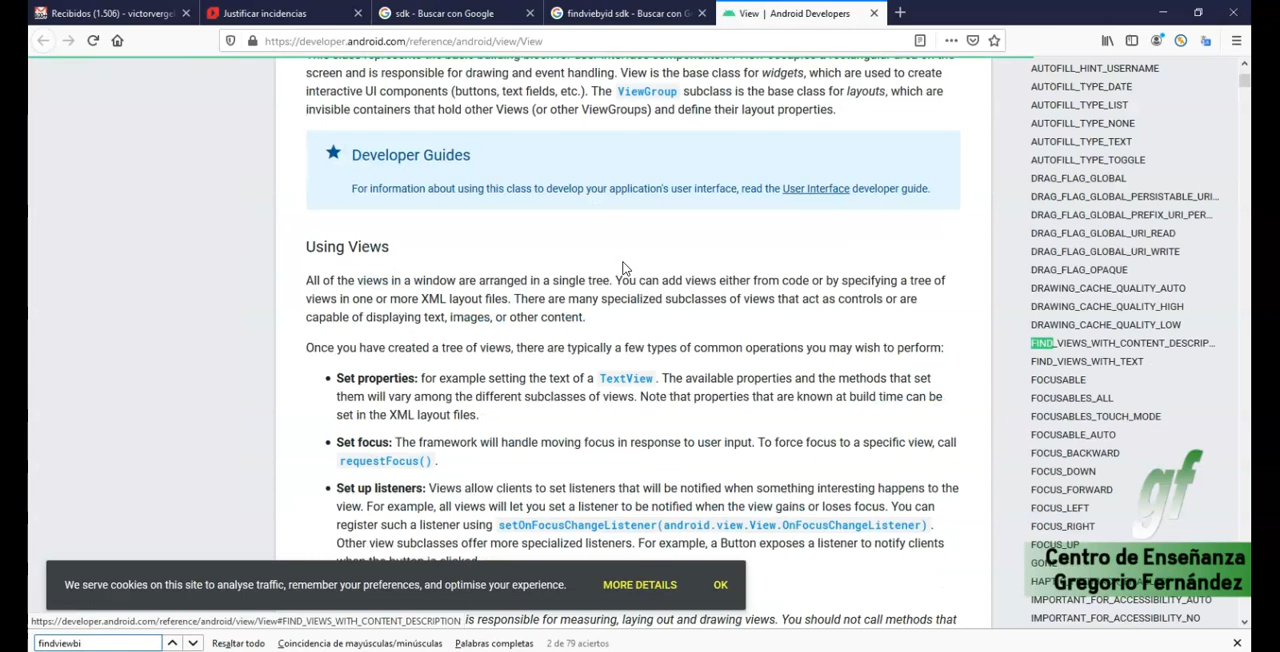 Recibidos (1.506) - victorverge
Justificar incidencias
sdk - Buscar con Google
findviebyid sdk - Buscar con G
View | Android Developers
https://developer.android.com/reference/android/view/View
screen and is responsible for drawing and event handling. View is the base class for widgets, which are used to create
interactive UI components (buttons, text fields, etc.). The ViewGroup subclass is the base class for layouts, which are
invisible containers that hold other Views (or other ViewGroups) and define their layout properties.
Developer Guides
For information about using this class to develop your application's user interface, read the User Interface developer guide.
Using Views
All of the views in a window are arranged in a single tree. You can add views either from code or by specifying a tree of
views in one or more XML layout files. There are many specialized subclasses of views that act as controls or are
capable of displaying text, images, or other content.
Once you have created a tree of views, there are typically a few types of common operations you may wish to perform:
• Set properties: for example setting the text of a TextView. The available properties and the methods that set
them will vary among the different subclasses of views. Note that properties that are known at build time can be
set in the XML layout files.
• Set focus: The framework will handle moving focus in response to user input. To force focus to a specific view, call
requestFocus().
• Set up listeners: Views allow clients to set listeners that will be notified when something interesting happens to the
view. For example, all views will let you set a listener to be notified when the view gains or loses focus. You can
register such a listener using setOnFocusChangeListener(android.view.View.OnFocusChangeListener).
Other view subclasses offer more specialized listeners. For example, a Button exposes a listener to notify clients
when the button is clicked.
We serve cookies on this site to analyse traffic, remember your preferences, and optimise your experience.
MORE DETAILS
OK
is responsible for measuring, laying out and drawing views. You should not call methods that
https://developer.android.com/reference/android/view/View#FIND_VIEWS_WITH_CONTENT_DESCRIPTION
AUTOFILL_HINT_USERNAME
AUTOFILL_TYPE_DATE
AUTOFILL_TYPE_LIST
AUTOFILL_TYPE_NONE
AUTOFILL_TYPE_TEXT
AUTOFILL_TYPE_TOGGLE
DRAG_FLAG_GLOBAL
DRAG_FLAG_GLOBAL_PERSISTABLE_URI...
DRAG_FLAG_GLOBAL_PREFIX_URI_PER...
DRAG_FLAG_GLOBAL_URI_READ
DRAG_FLAG_GLOBAL_URI_WRITE
DRAG_FLAG_OPAQUE
DRAWING_CACHE_QUALITY_AUTO
DRAWING_CACHE_QUALITY_HIGH
DRAWING_CACHE_QUALITY_LOW
FIND_VIEWS_WITH_CONTENT_DESCRIP...
FIND_VIEWS_WITH_TEXT
FOCUSABLE
FOCUSABLES_ALL
FOCUSABLES_TOUCH_MODE
FOCUSABLE_AUTO
FOCUS_BACKWARD
FOCUS_DOWN
FOCUS_FORWARD
FOCUS_LEFT
FOCUS_RIGHT
FOCUS_UP
IMPORTANT_FOR_ACCESSIBILITY_AUTO
IMPORTANT_FOR_ACCESSIBILITY_NO
gf
Centro de Enseñanza
Gregorio Fernández
findviewbi
Resaltar todo
Coincidencia de mayúsculas/minúsculas
Palabras completas
2 de 79 aciertos